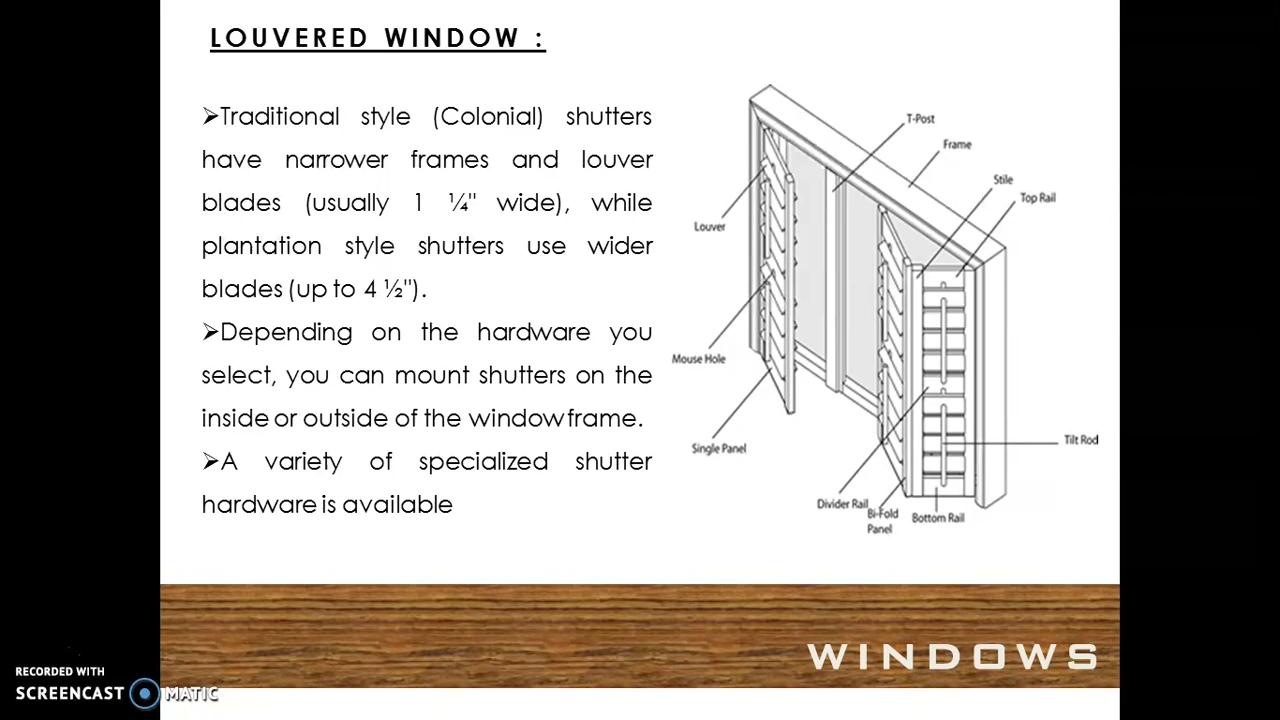 LOUVERED WINDOW :
➢Traditional style (Colonial) shutters
have narrower frames and louver
blades (usually 1 ¼" wide), while
plantation style shutters use wider
blades (up to 4 ½").
➢Depending on the hardware you
select, you can mount shutters on the
inside or outside of the window frame.
➢A variety of specialized shutter
hardware is available
T-Post
Frame
Stile
Top Rail
Louver
Mouse Hole
Single Panel
Tilt Rod
Divider Rail
Bi-Fold
Panel
Bottom Rail
WINDOWS
RECORDED WITH
SCREENCAST MATIC